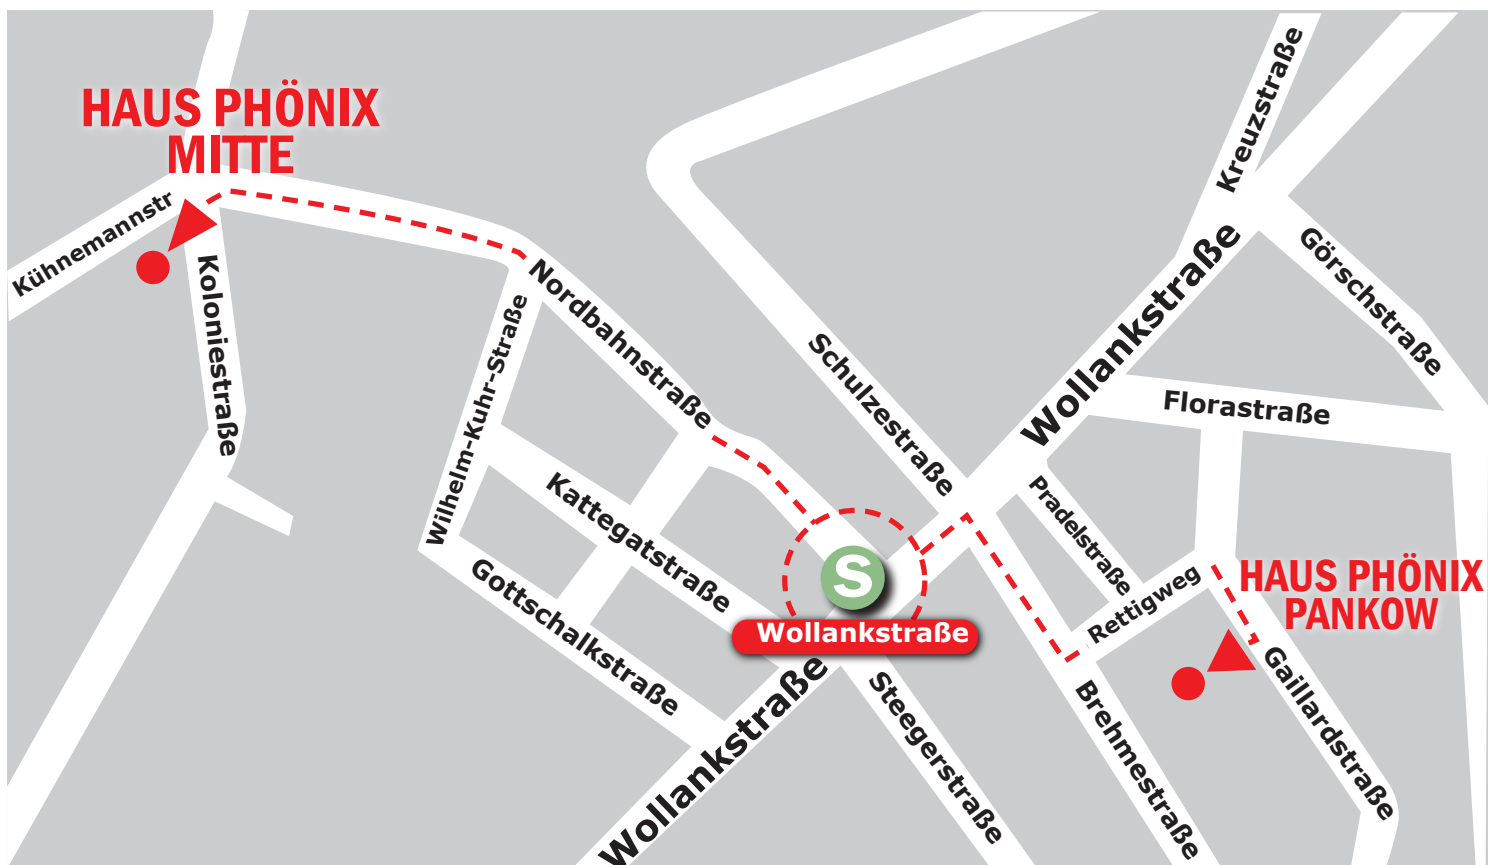 HAUS PHÖNIX
MITTE
Kühnemannstr
Koloniestraße
Nordbahnstraße
Wilhelm-Kuhr-Straße
Kattegatstraße
Gottschalkstraße
Schulzestraße
Kreuzstraße
Wollankstraße
Görschstraße
Florastraße
Pradelstraße
Rettigweg
S
Wollankstraße
HAUS PHÖNIX
PANKOW
Gaillardstraße
Brehmestraße
Steegerstraße
Wollankstraße